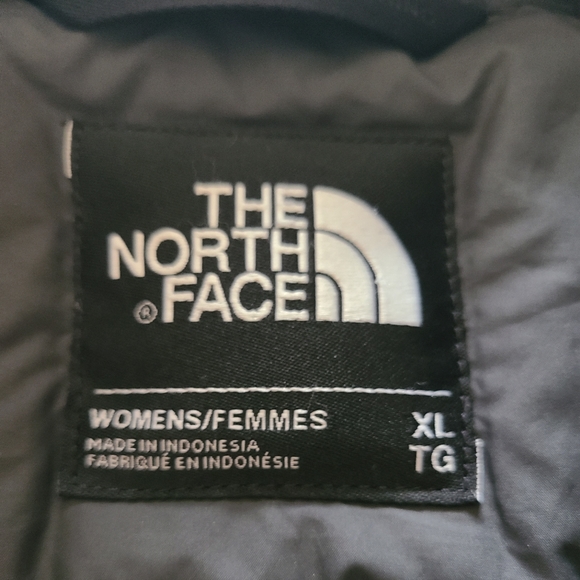 THE
NORTH
® FACE
WOMENS/FEMMES XL
MADE IN INDONESIA TG
FABRIQUÉ EN INDONÉSIE